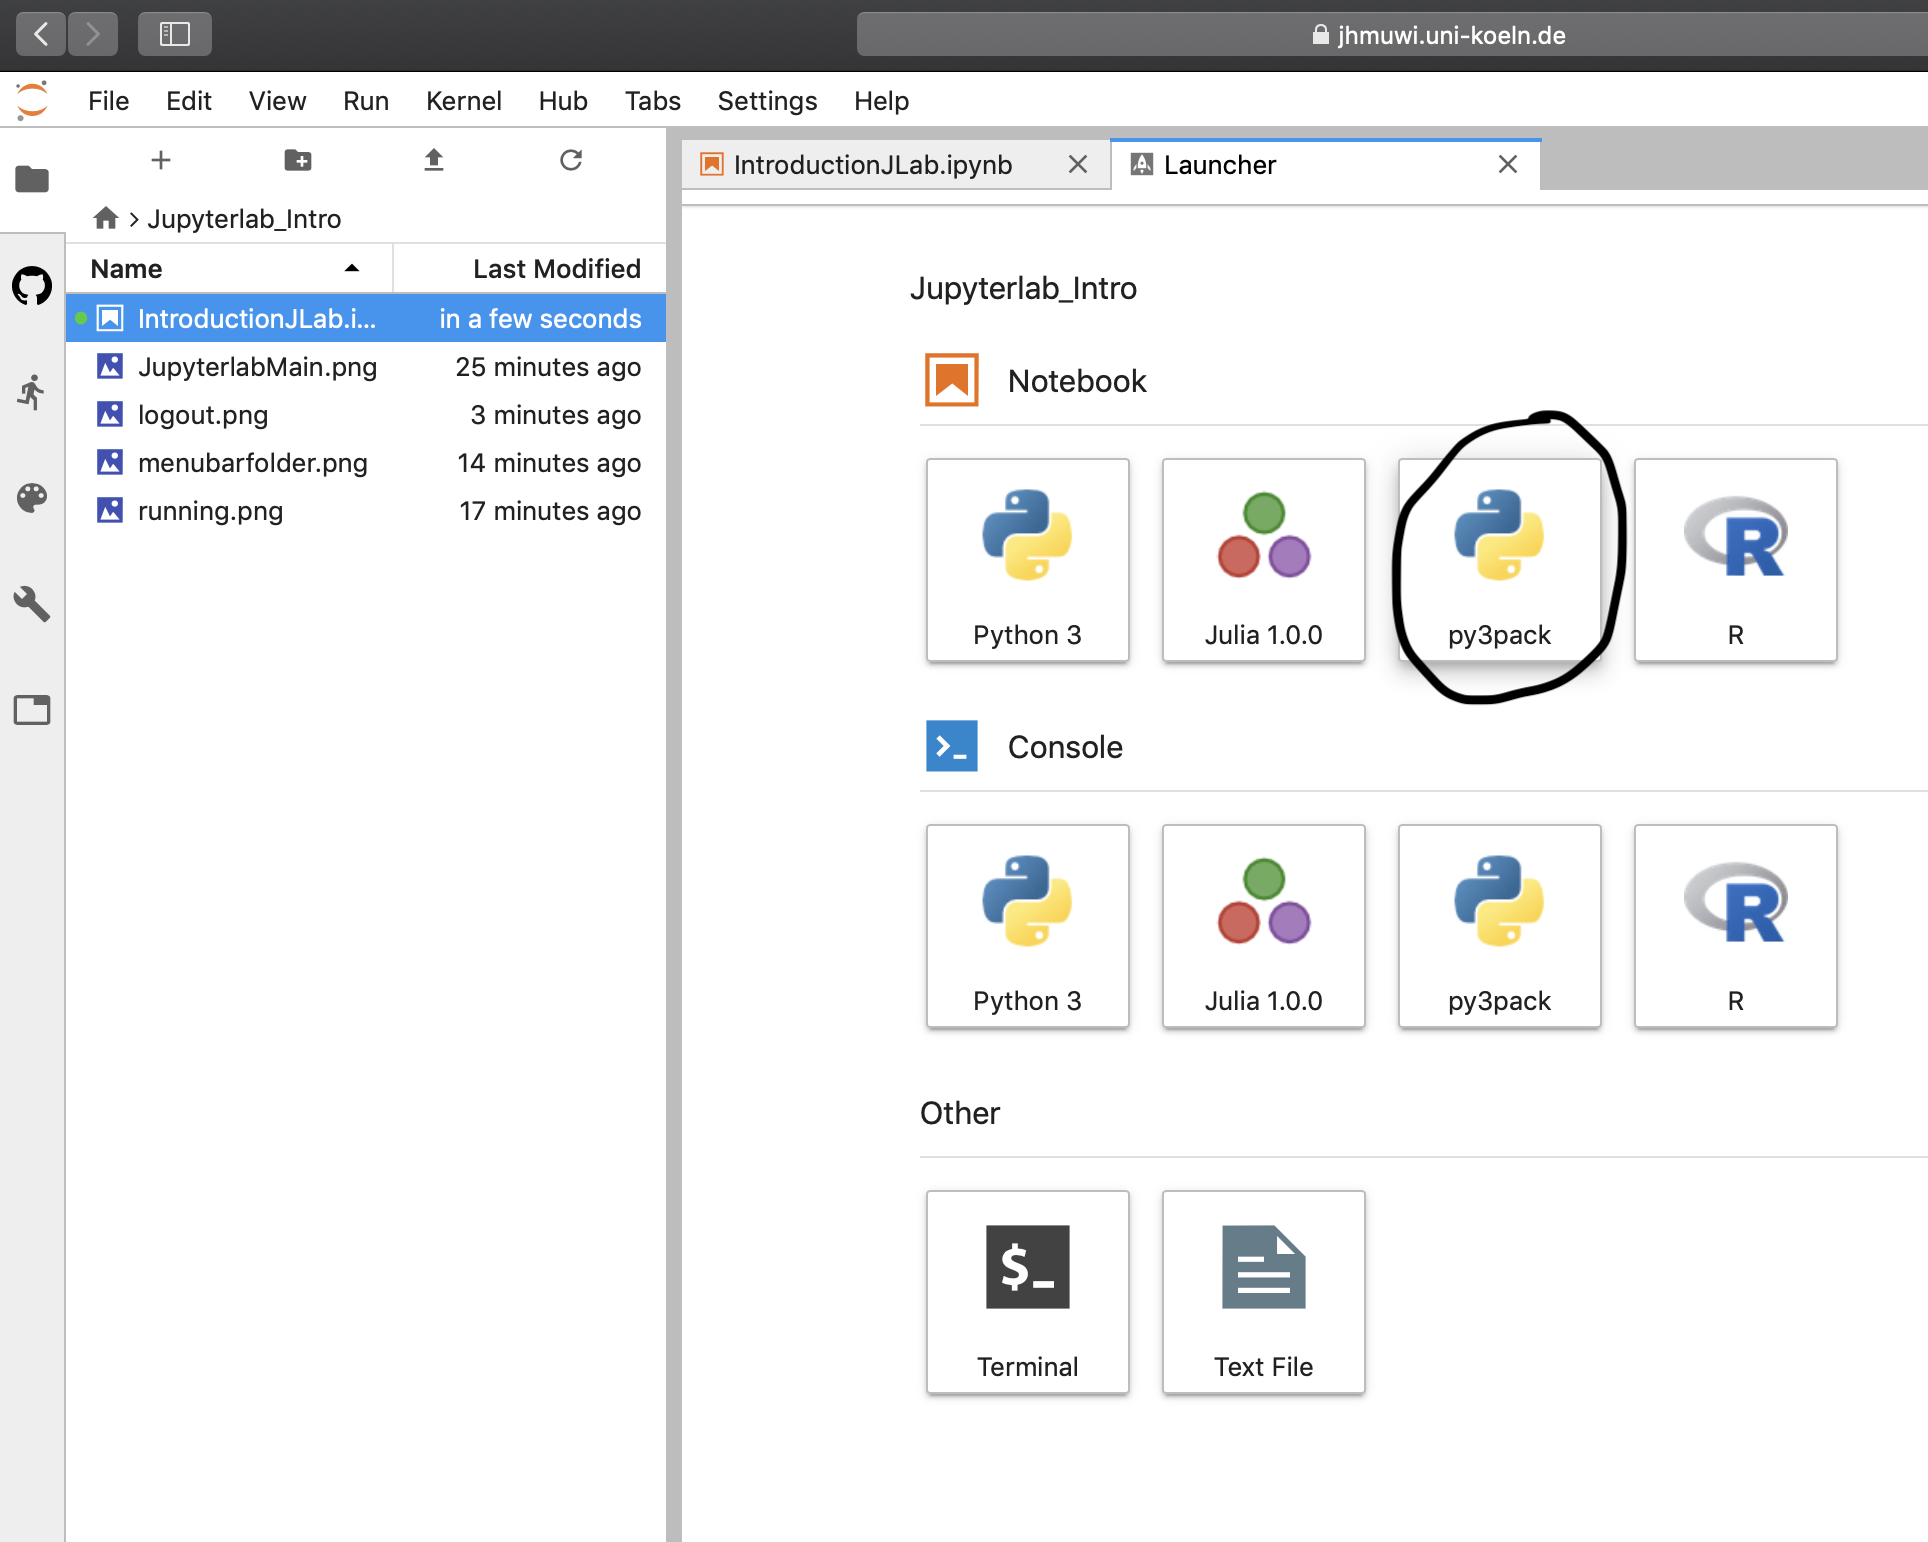 jhmuwi.uni-koeln.de
File Edit View Run Kernel Hub Tabs Settings Help
IntroductionJLab.ipynb Launcher
Jupyterlab_Intro
Name Last Modified
IntroductionJLab.i... in a few seconds
JupyterlabMain.png 25 minutes ago
logout.png 3 minutes ago
menubarfolder.png 14 minutes ago
running.png 17 minutes ago
Jupyterlab_Intro
Notebook
Python 3 Julia 1.0.0 py3pack R
Console
Python 3 Julia 1.0.0 py3pack R
Other
$_
Terminal Text File